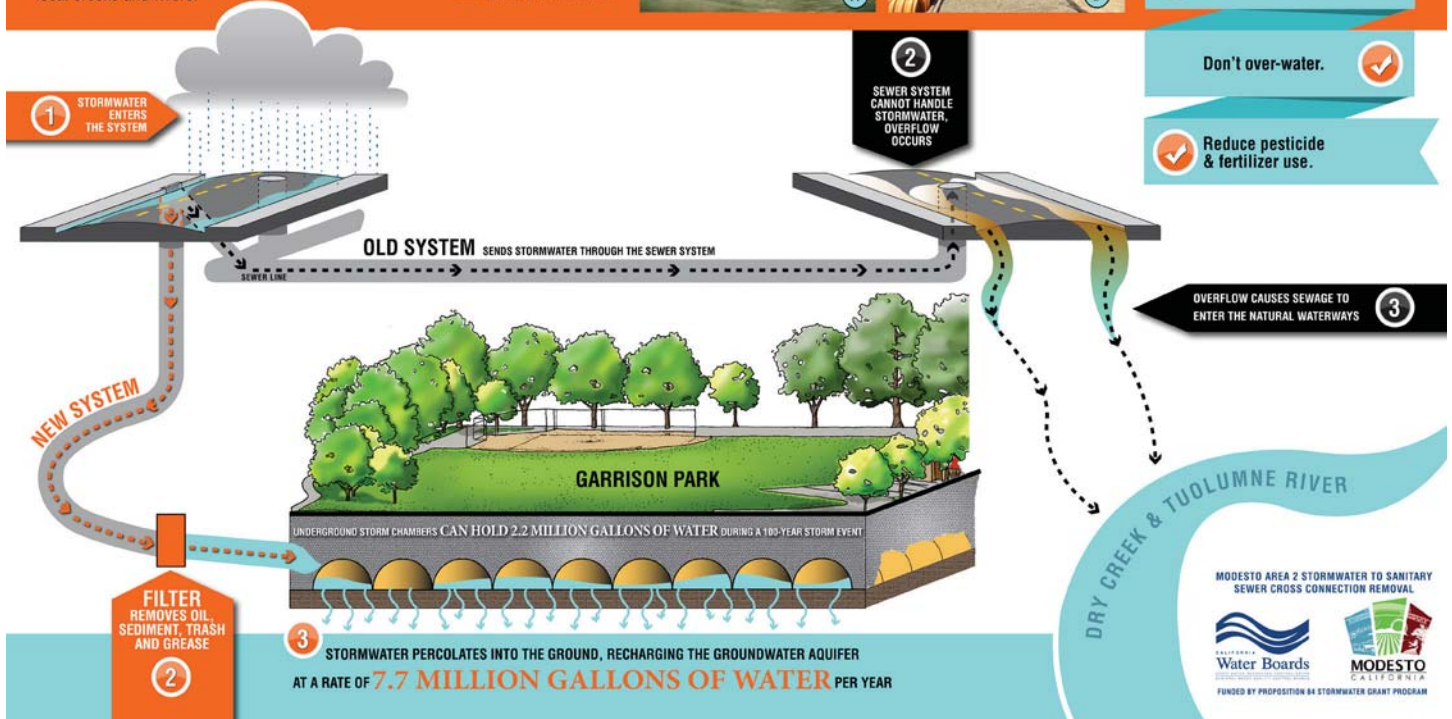 Don't over-water.
Reduce pesticide
& fertilizer use.
1
STORMWATER
ENTERS
THE SYSTEM
2
SEWER SYSTEM
CANNOT HANDLE
STORMWATER,
OVERFLOW
OCCURS
OLD SYSTEM SENDS STORMWATER THROUGH THE SEWER SYSTEM
SEWER LINE
OVERFLOW CAUSES SEWAGE TO
ENTER THE NATURAL WATERWAYS
3
NEW SYSTEM
GARRISON PARK
UNDERGROUND STORM CHAMBERS CAN HOLD 2.2 MILLION GALLONS OF WATER DURING A 100-YEAR STORM EVENT
DRY CREEK & TUOLUMNE RIVER
FILTER
REMOVES OIL,
SEDIMENT, TRASH
AND GREASE
2
3
STORMWATER PERCOLATES INTO THE GROUND, RECHARGING THE GROUNDWATER AQUIFER
AT A RATE OF 7.7 MILLION GALLONS OF WATER PER YEAR
MODESTO AREA 2 STORMWATER TO SANITARY
SEWER CROSS CONNECTION REMOVAL
CALIFORNIA
Water Boards
MODESTO
CALIFORNIA
FUNDED BY PROPOSITION 84 STORMWATER GRANT PROGRAM